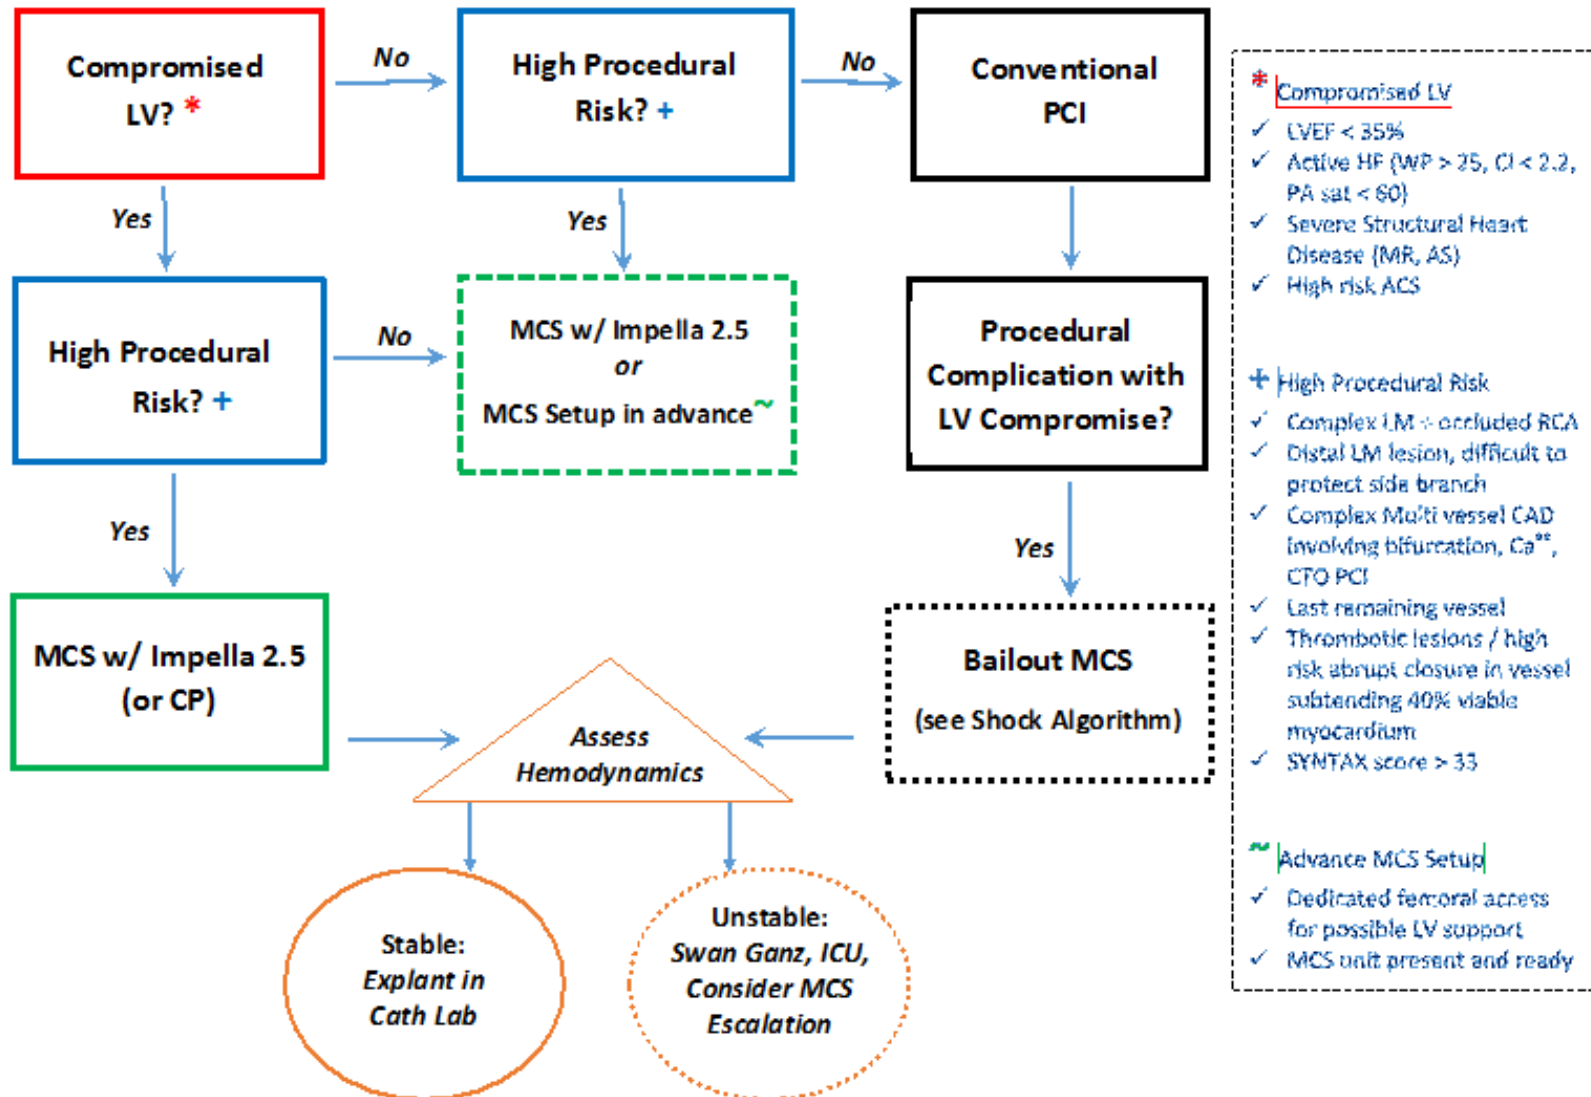 Compromised
LV? *
No
High Procedural
Risk? +
No
Conventional
PCI
Yes
Yes
High Procedural
Risk? +
No
MCS w/ Impella 2.5
or
MCS Setup in advance~
Procedural
Complication with
LV Compromise?
Yes
Yes
MCS w/ Impella 2.5
(or CP)
Assess
Hemodynamics
Bailout MCS
(see Shock Algorithm)
Stable:
Explant in
Cath Lab
Unstable:
Swan Ganz, ICU,
Consider MCS
Escalation
* Compromised LV
✓ LVEF < 35%
✓ Active HF (WP > 25, CI < 2.2,
PA sat < 60)
✓ Severe Structural Heart
Disease (MR, AS)
✓ High risk ACS
+ High Procedural Risk
✓ Complex LM + occluded RCA
✓ Distal LM lesion, difficult to
protect side branch
✓ Complex Multi vessel CAD
involving bifurcation, Ca++,
CTO PCI
✓ Last remaining vessel
✓ Thrombotic lesions / high
risk abrupt closure in vessel
subtending 40% viable
myocardium
✓ SYNTAX score > 33
~ Advance MCS Setup
✓ Dedicated femoral access
for possible LV support
✓ MCS unit present and ready